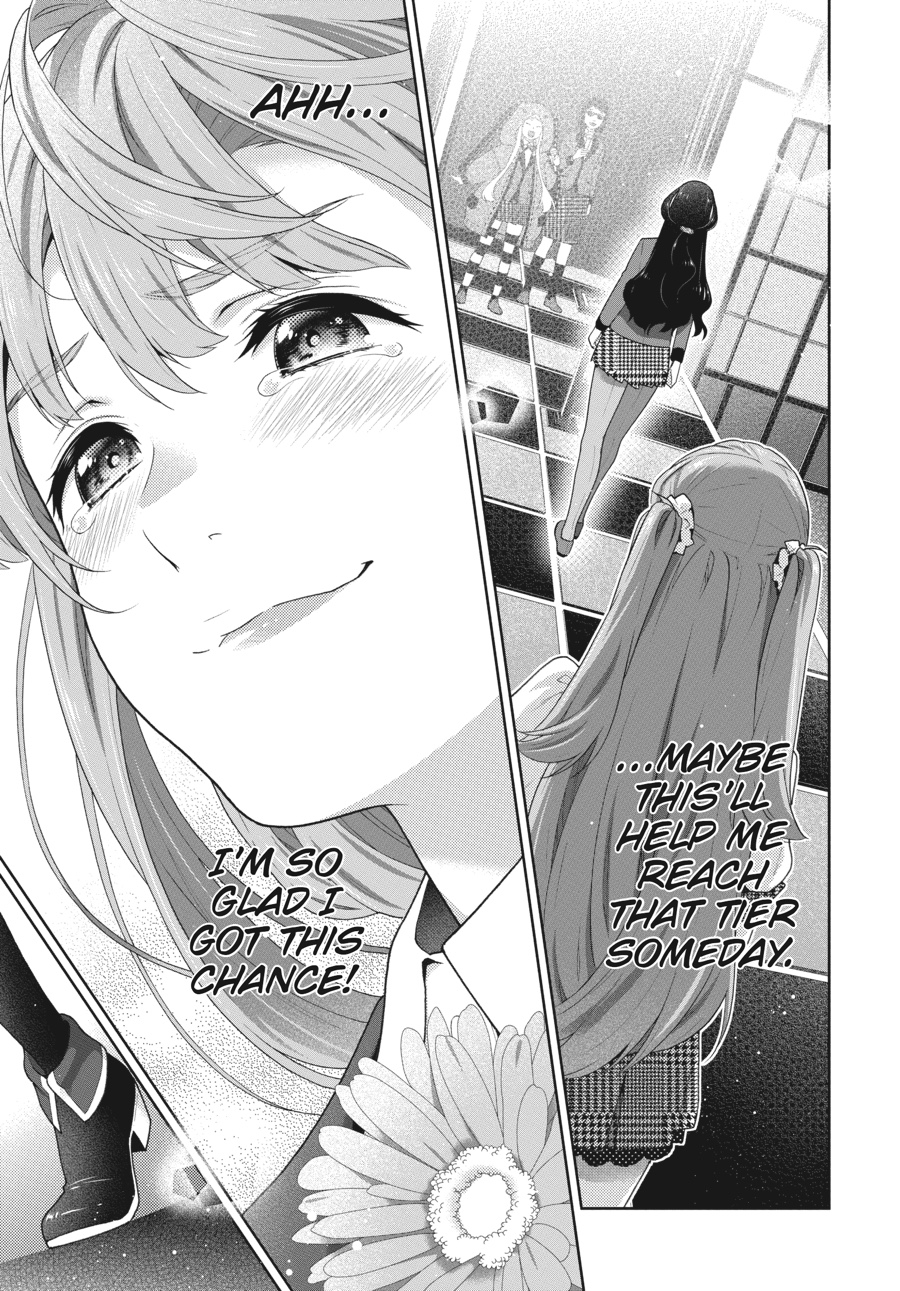 ...MAYBE
THIS'LL
HELP ME
REACH
THAT TIER
SOMEDAY.
AHH...
I'M SO
GLAD I
GOT THIS
CHANCE!